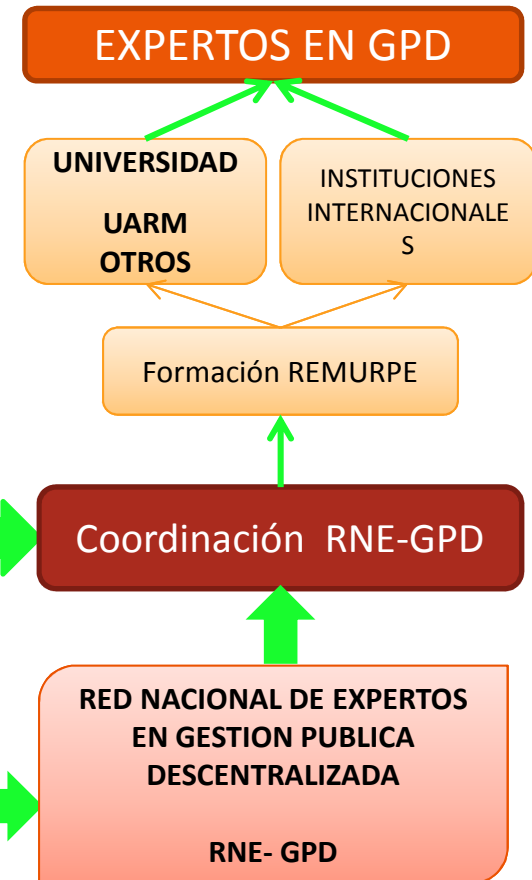 EXPERTOS EN GPD
UNIVERSIDAD
UARM
OTROS
INSTITUCIONES
INTERNACIONALE
S
Formación REMURPE
Coordinación RNE-GPD
RED NACIONAL DE EXPERTOS
EN GESTION PUBLICA
DESCENTRALIZADA
RNE- GPD